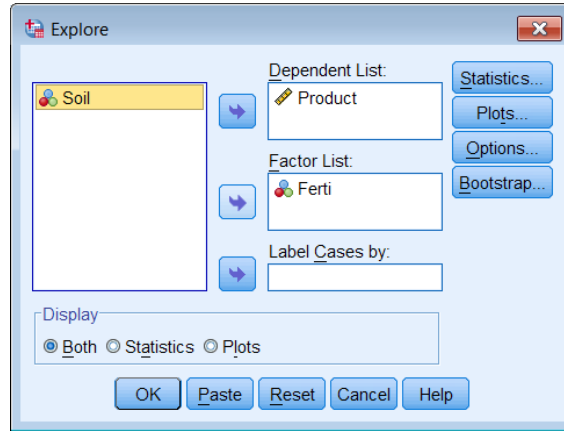 Explore
Soil
Dependent List:
Product
Factor List:
Ferti
Label Cases by:
Statistics...
Plots...
Options...
Bootstrap...
Display
Both Statistics Plots
OK Paste Reset Cancel Help